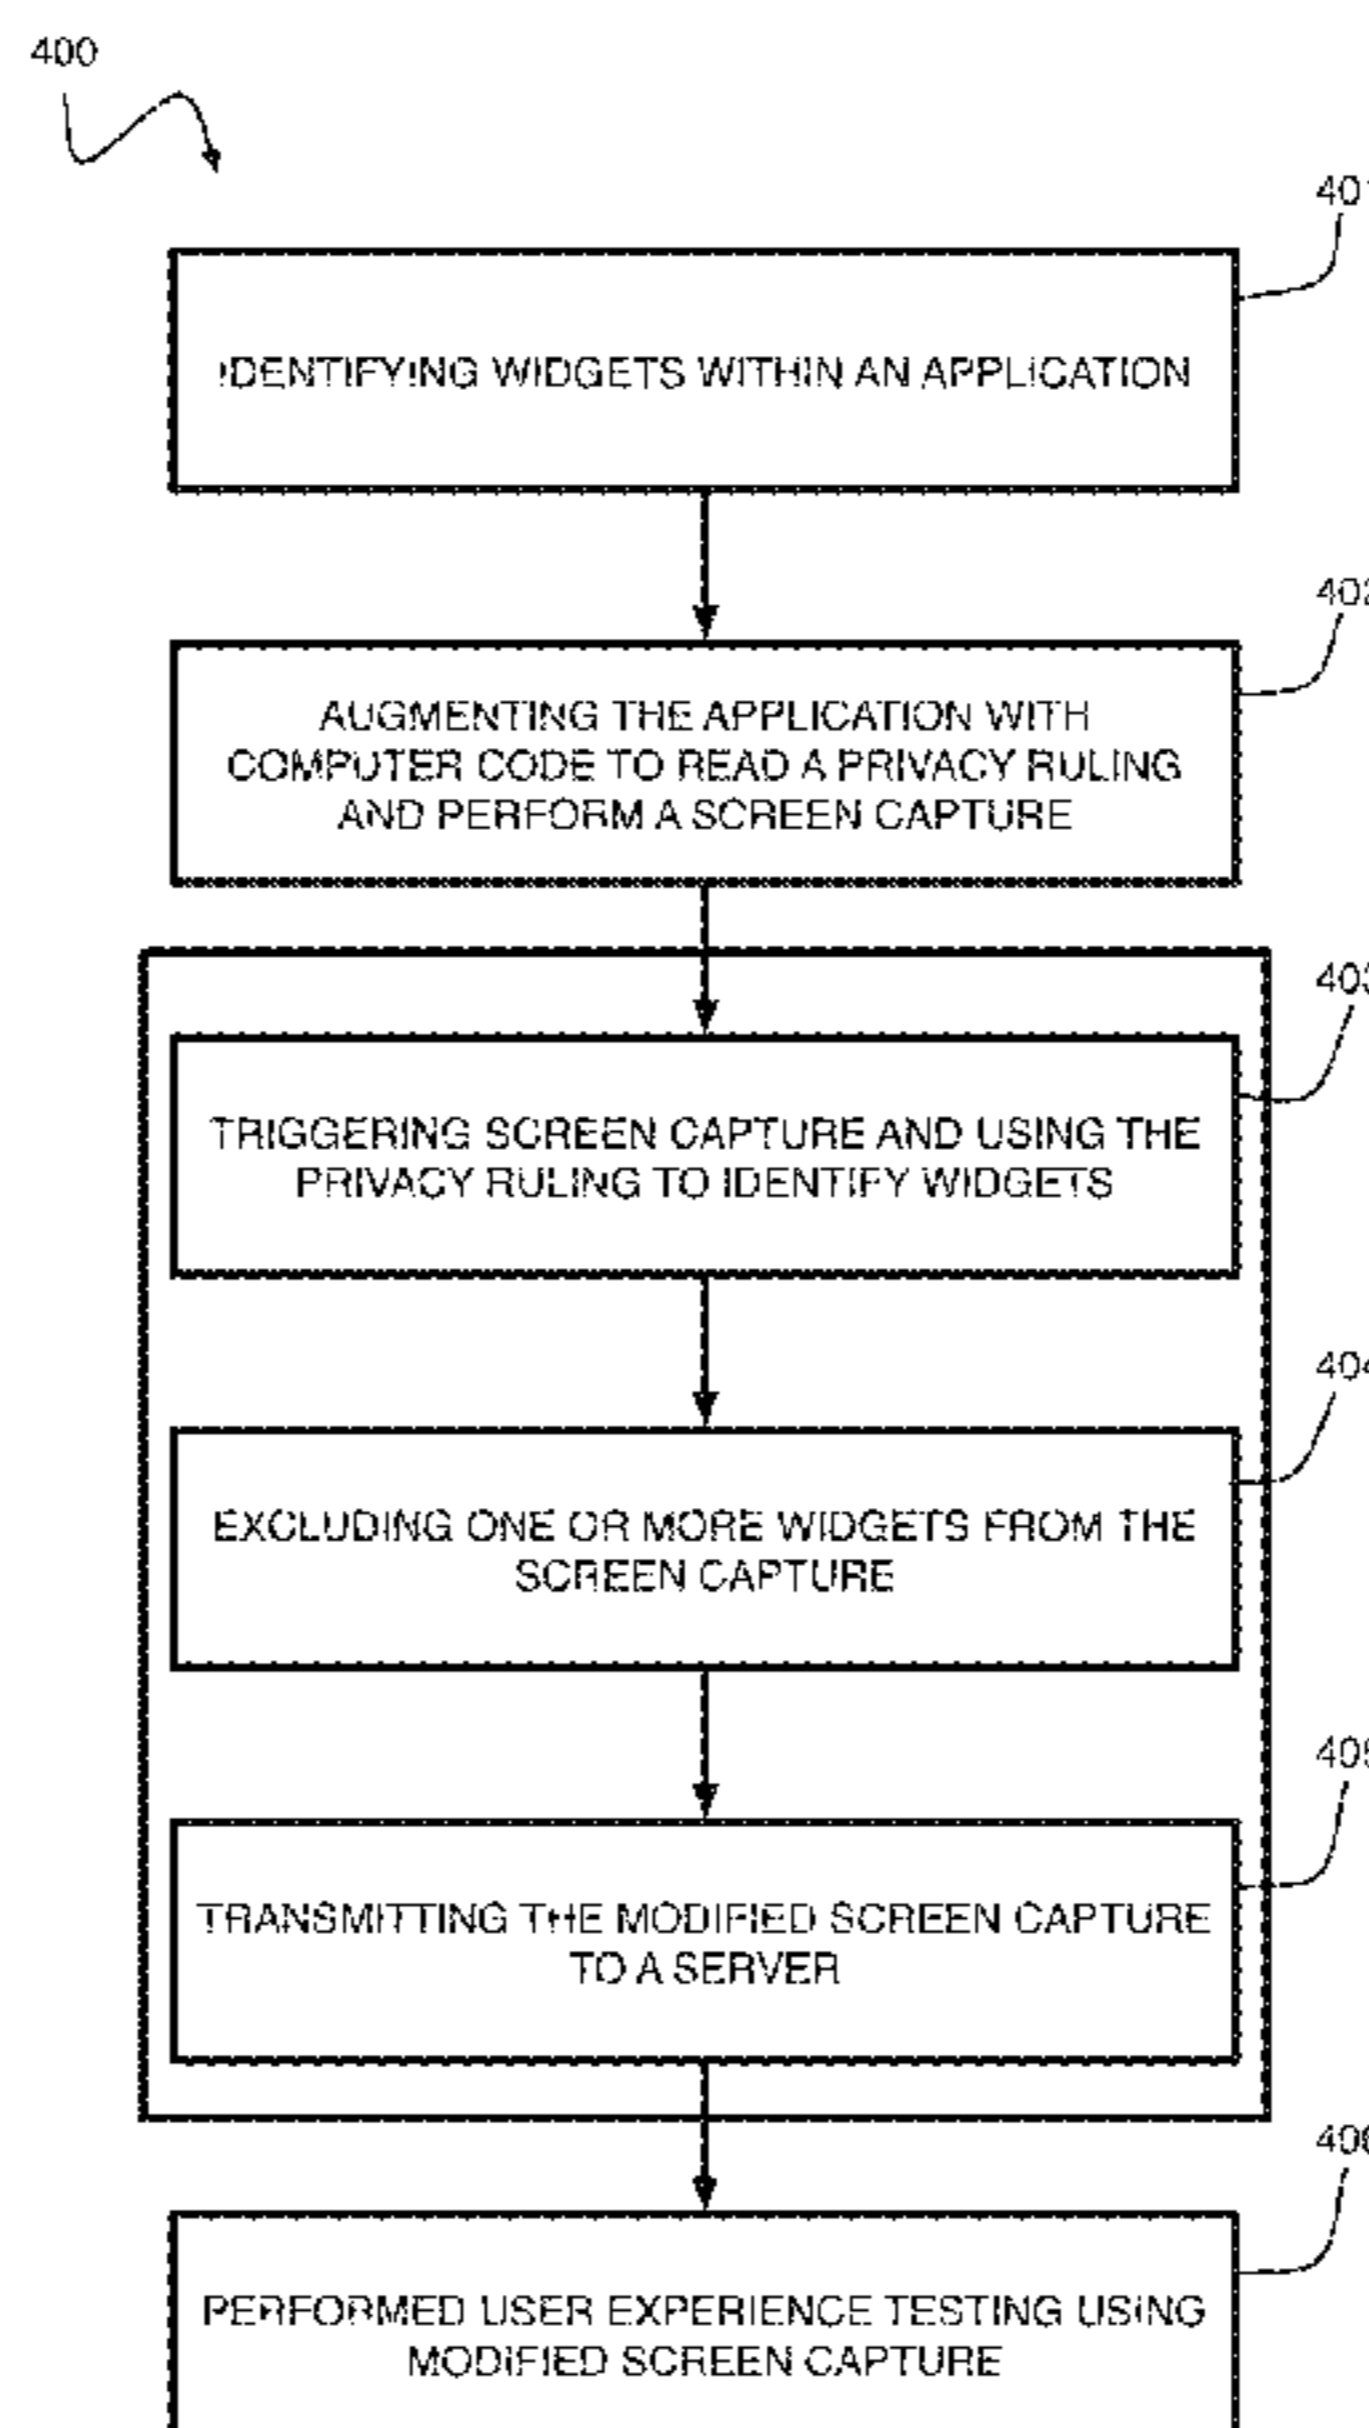 400
401
IDENTIFYING WIDGETS WITHIN AN APPLICATION
402
AUGMENTING THE APPLICATION WITH
COMPUTER CODE TO READ A PRIVACY RULING
AND PERFORM A SCREEN CAPTURE
403
TRIGGERING SCREEN CAPTURE AND USING THE
PRIVACY RULING TO IDENTIFY WIDGETS
404
EXCLUDING ONE OR MORE WIDGETS FROM THE
SCREEN CAPTURE
405
TRANSMITTING THE MODIFIED SCREEN CAPTURE
TO A SERVER
406
PERFORMED USER EXPERIENCE TESTING USING
MODIFIED SCREEN CAPTURE